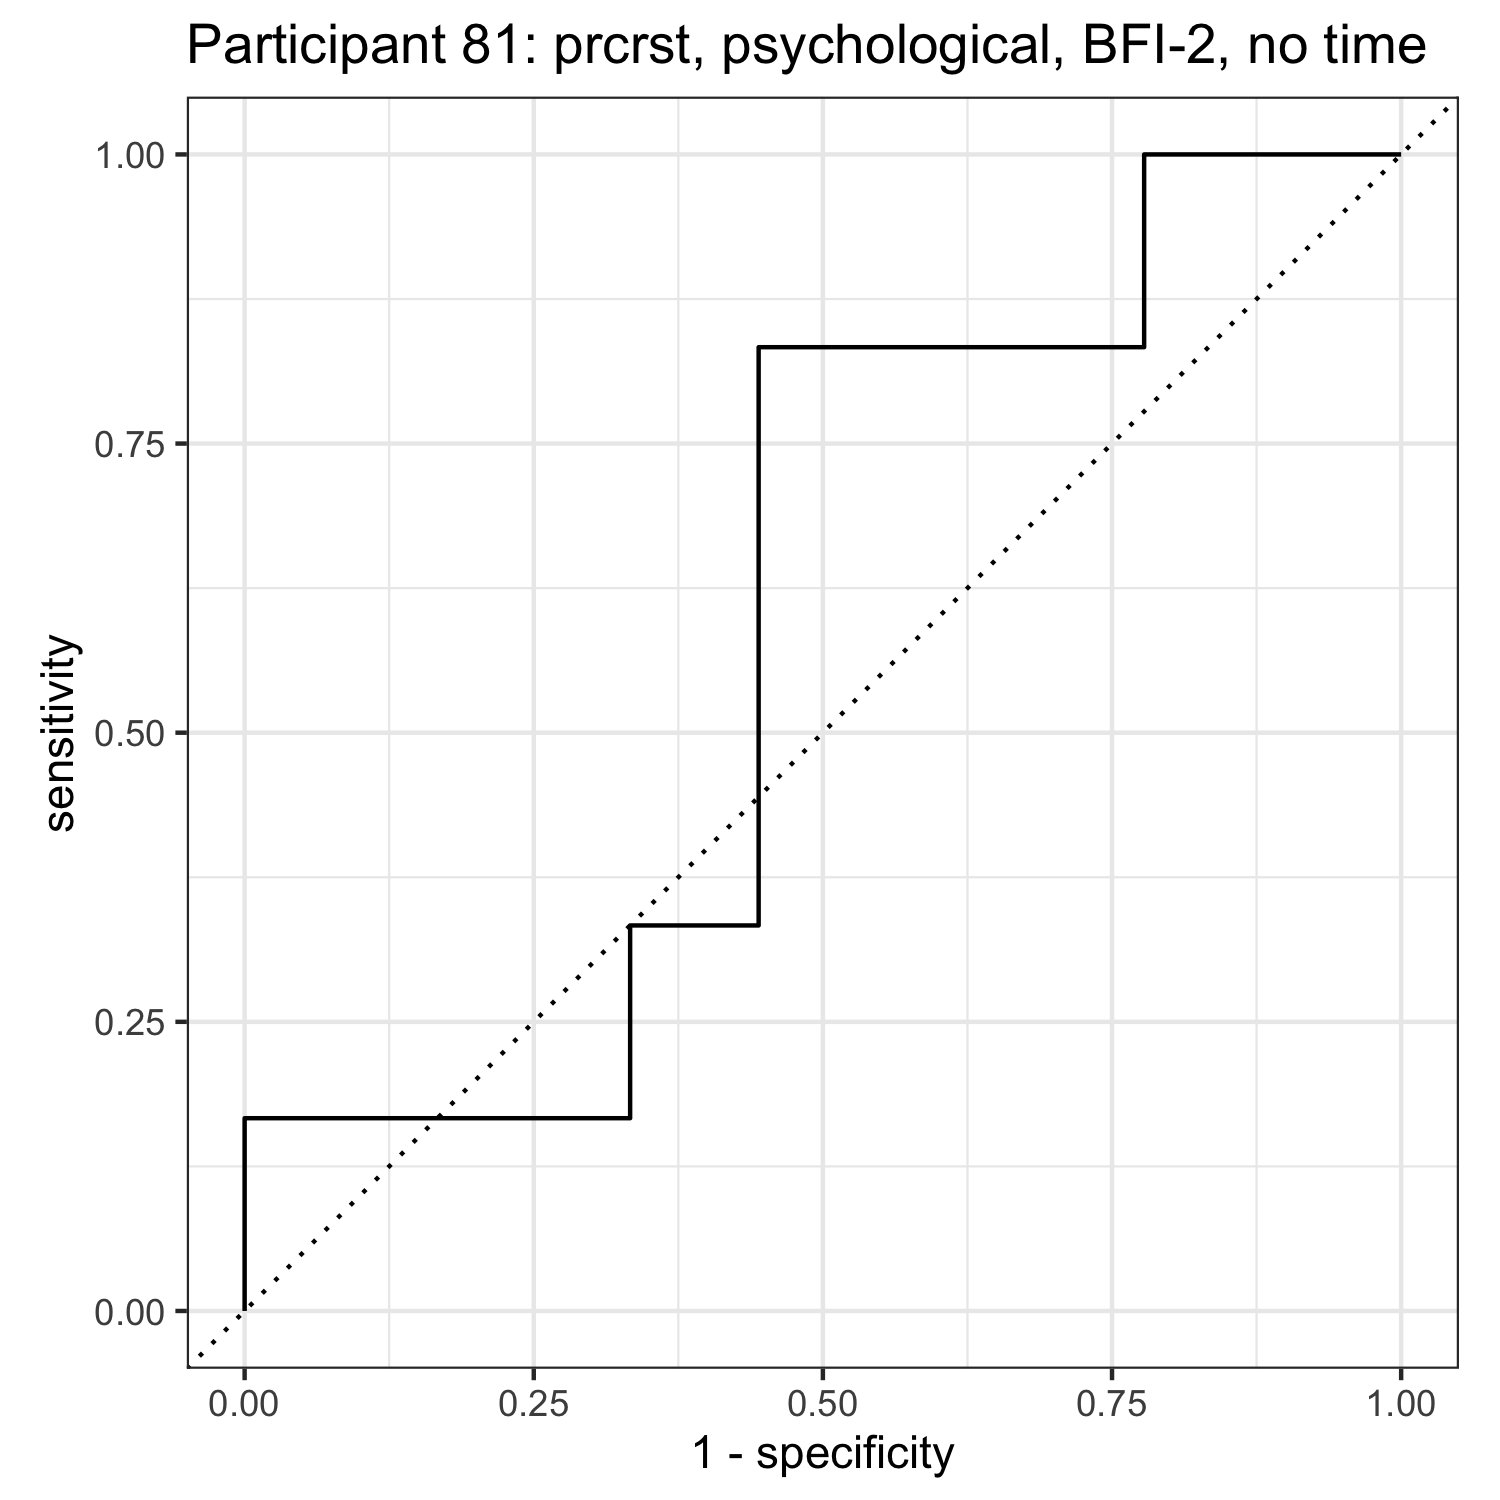 Participant 81: prcrst, psychological, BFI-2, no time
1.00
0.75
0.50
0.25
0.00
sensitivity
0.00 0.25 0.50 0.75 1.00
1 - specificity